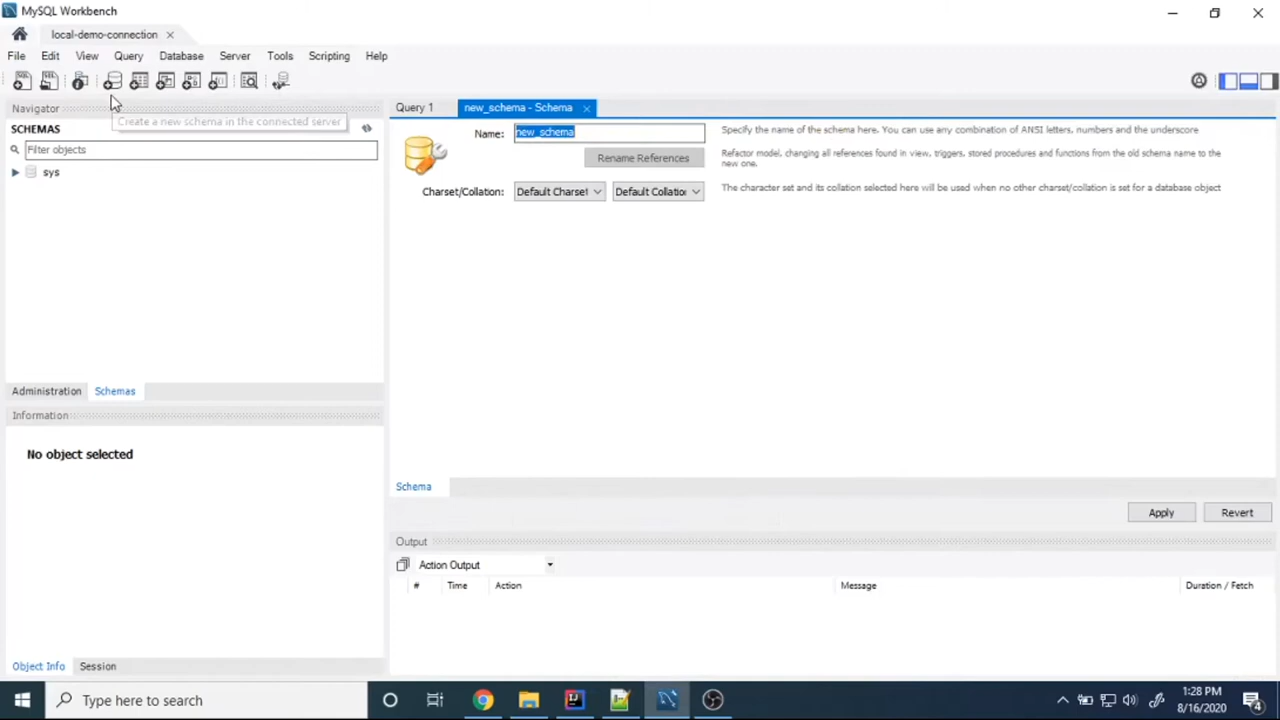 MySQL Workbench
local-demo-connection
File Edit View Query Database Server Tools Scripting Help
Navigator
SCHEMAS
Filter objects
sys
Create a new schema in the connected server
Administration Schemas
Information
No object selected
Object Info Session
Query 1 new_schema - Schema
Name: new_schema
Specify the name of the schema here. You can use any combination of ANSI letters, numbers and the underscore
Rename References
Refactor model, changing all references found in view, triggers, stored procedures and functions from the old schema name to the
new one.
Charset/Collation: Default Charset Default Collation
The character set and its collation selected here will be used when no other charset/collation is set for a database object
Schema
Apply Revert
Output
Action Output
# Time Action Message Duration / Fetch
Type here to search
1:28 PM
8/16/2020
4